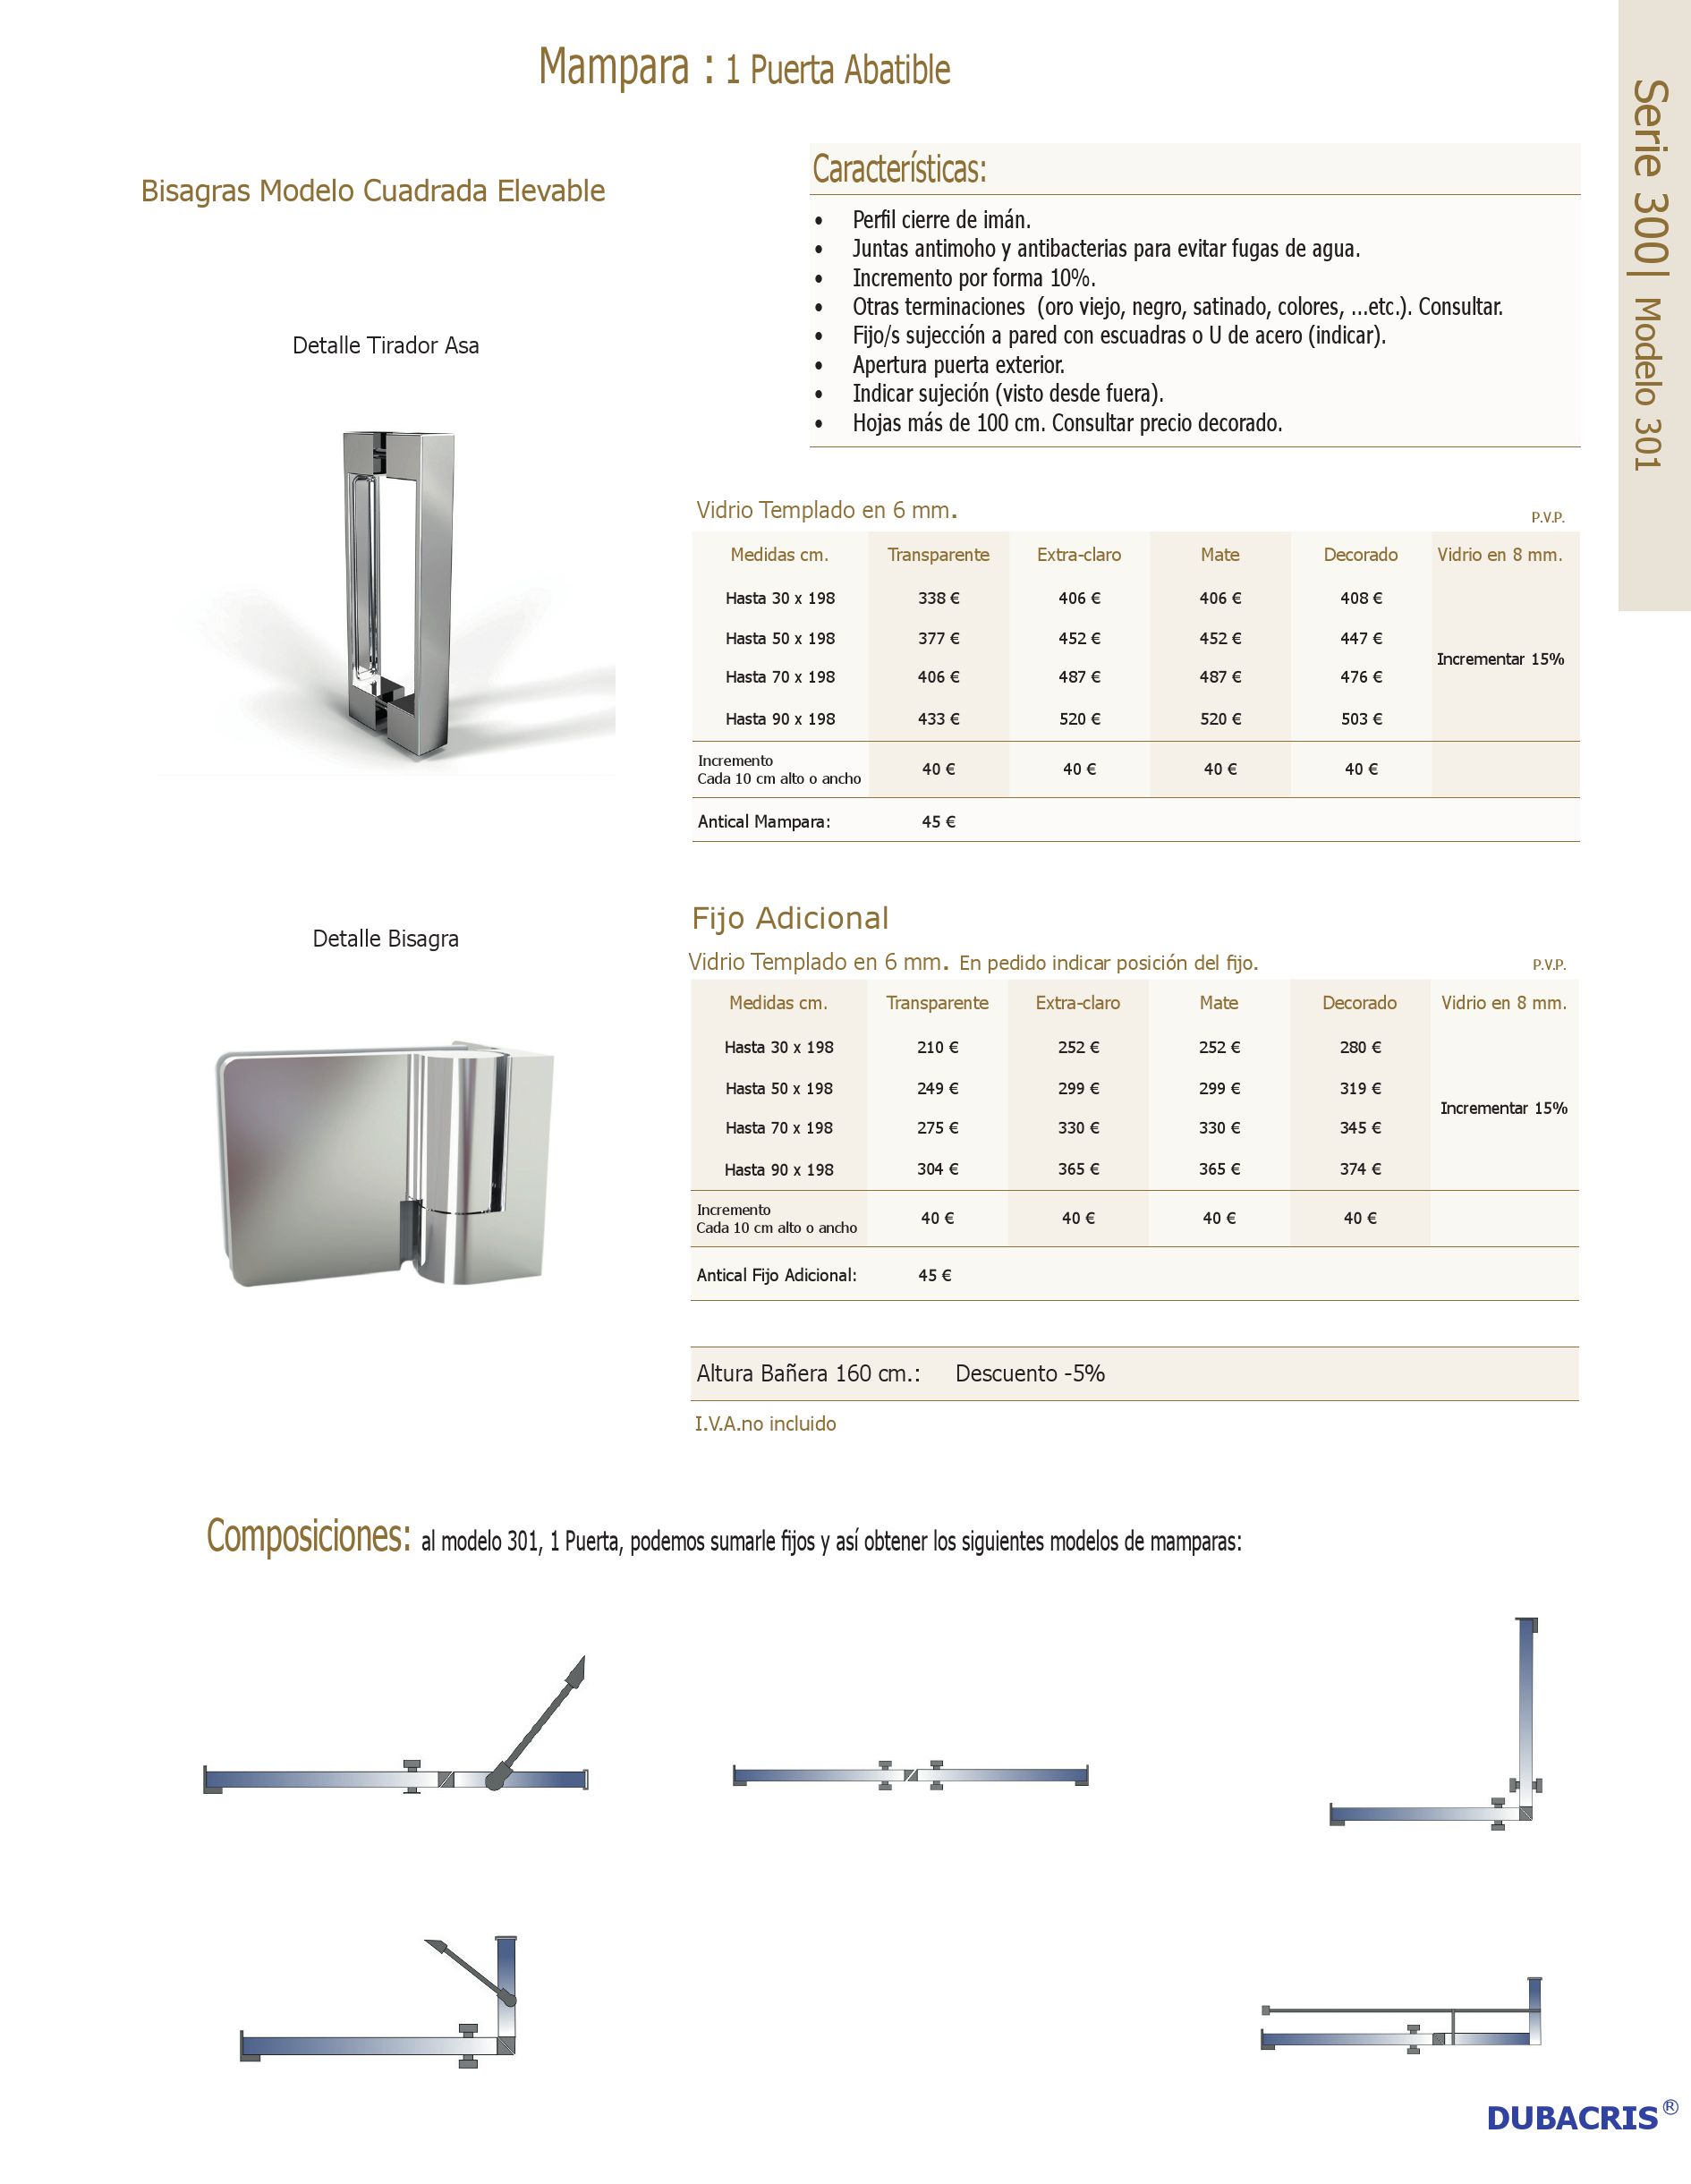 Mampara : 1 Puerta Abatible
Serie 300| Modelo 301
Bisagras Modelo Cuadrada Elevable
Detalle Tirador Asa
Características:
• Perfil cierre de imán.
• Juntas antimoho y antibacterias para evitar fugas de agua.
• Incremento por forma 10%.
• Otras terminaciones (oro viejo, negro, satinado, colores, ...etc.). Consultar.
• Fijo/s sujección a pared con escuadras o U de acero (indicar).
• Apertura puerta exterior.
• Indicar sujeción (visto desde fuera).
• Hojas más de 100 cm. Consultar precio decorado.
Vidrio Templado en 6 mm. P.V.P.
Medidas cm. Transparente Extra-claro Mate Decorado Vidrio en 8 mm.
Hasta 30 x 198 338 € 406 € 406 € 408 €
Hasta 50 x 198 377 € 452 € 452 € 447 €
Incrementar 15%
Hasta 70 x 198 406 € 487 € 487 € 476 €
Hasta 90 x 198 433 € 520 € 520 € 503 €
Incremento
Cada 10 cm alto o ancho 40 € 40 € 40 € 40 €
Antical Mampara: 45 €
Detalle Bisagra
Fijo Adicional
Vidrio Templado en 6 mm. En pedido indicar posición del fijo. P.V.P.
Medidas cm. Transparente Extra-claro Mate Decorado Vidrio en 8 mm.
Hasta 30 x 198 210 € 252 € 252 € 280 €
Hasta 50 x 198 249 € 299 € 299 € 319 €
Incrementar 15%
Hasta 70 x 198 275 € 330 € 330 € 345 €
Hasta 90 x 198 304 € 365 € 365 € 374 €
Incremento
Cada 10 cm alto o ancho 40 € 40 € 40 € 40 €
Antical Fijo Adicional: 45 €
Altura Bañera 160 cm.: Descuento -5%
I.V.A.no incluido
Composiciones: al modelo 301, 1 Puerta, podemos sumarle fijos y así obtener los siguientes modelos de mamparas:
DUBACRIS®